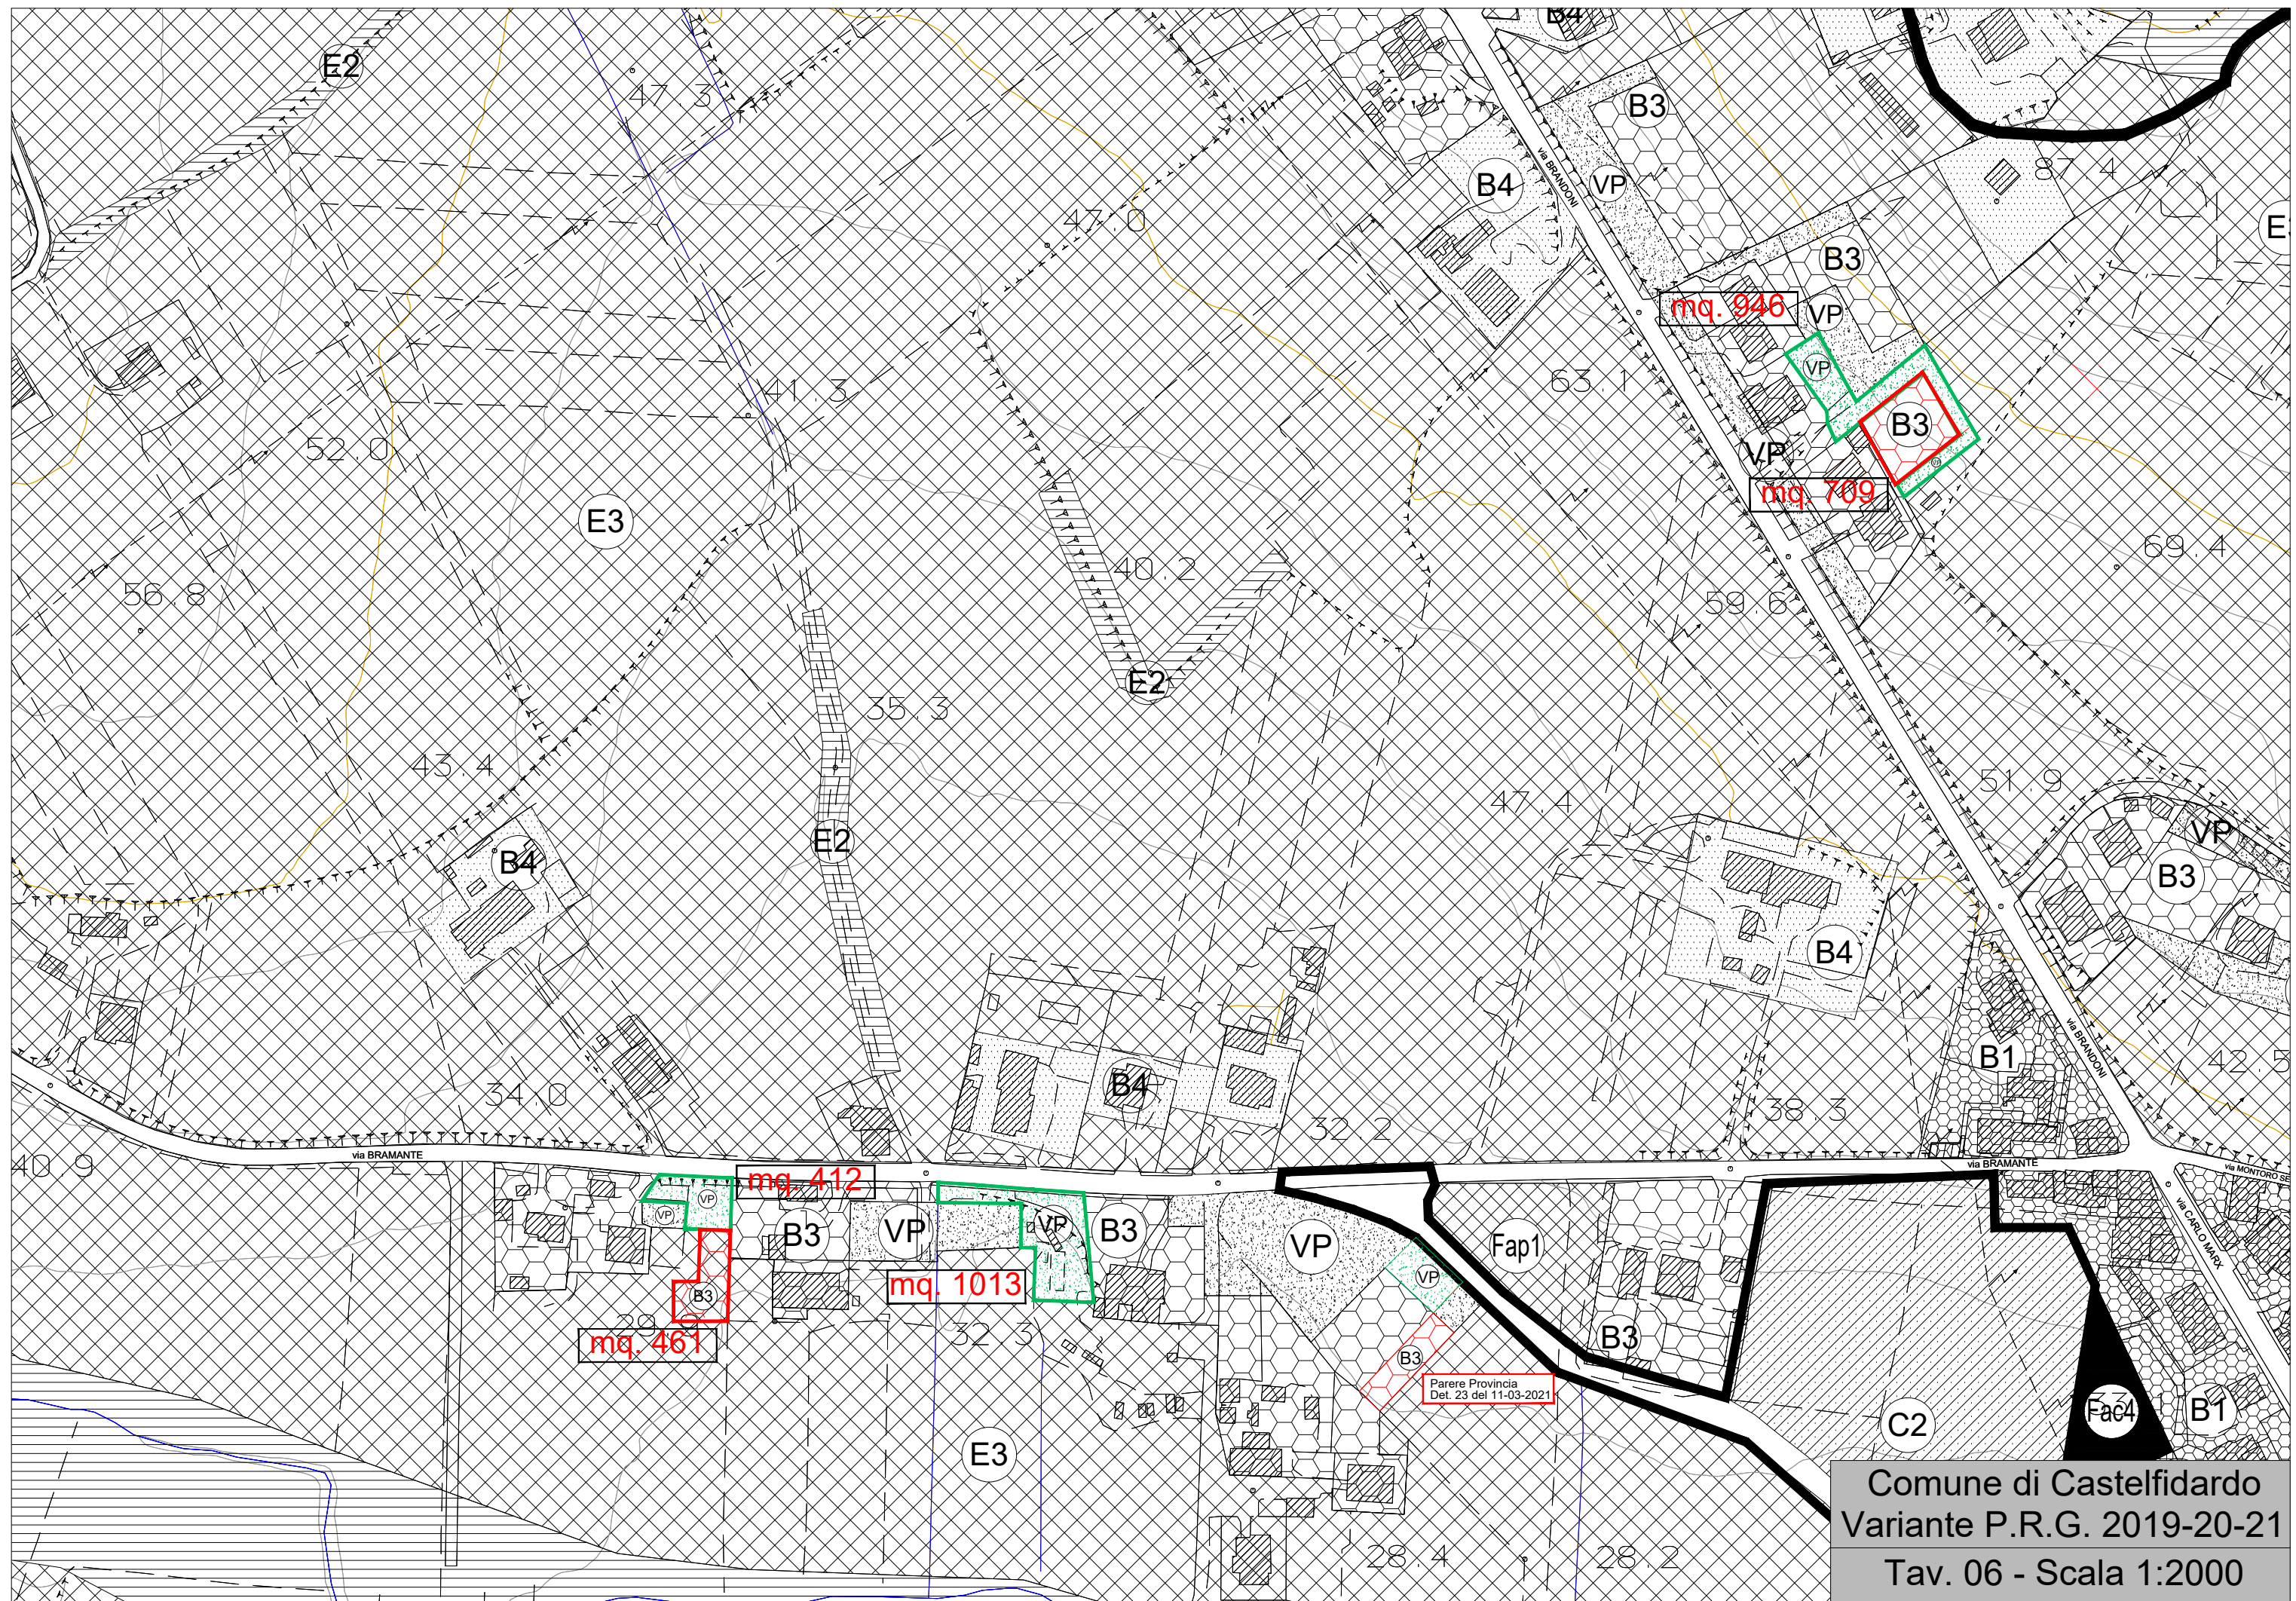 B4
E2
47.3
B3
B4
via BRANDONI
VP
87.4
47.0
B3
mq. 946
VP
41.3
63.1
VP
B3
52.0
VP
VP
mq. 709
E3
69.4
40.2
56.8
59.6
E2
35.3
43.4
51.9
47.4
VP
E2
B4
B3
B4
B1
via BRANDONI
42.5
B4
34.0
38.3
32.2
via BRAMANTE
40.9
via BRAMANTE
via MONTORO SE
mq. 412
VP
VP
B3
VP
VP
B3
VP
Fap1
via CARLO MARX
VP
mq. 1013
B3
29.
32.3
mq. 461
B3
B3
Parere Provincia
Det. 23 del 11-03-2021
Fac4
B1
C2
E3
28.4
28.2
Comune di Castelfidardo
Variante P.R.G. 2019-20-21
Tav. 06 - Scala 1:2000